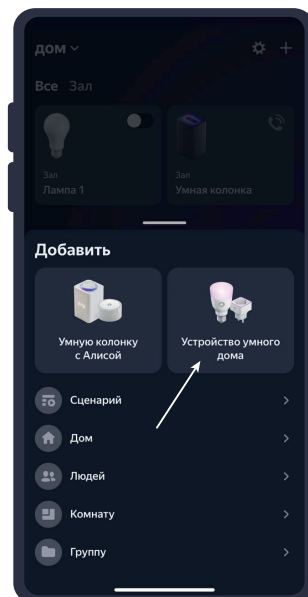 дом
Все Зал
Зал
Лампа 1
Зал
Умная колонка
Добавить
Умную колонку
с Алисой
Устройство умного
дома
Сценарий
Дом
Людей
Комнату
Группу